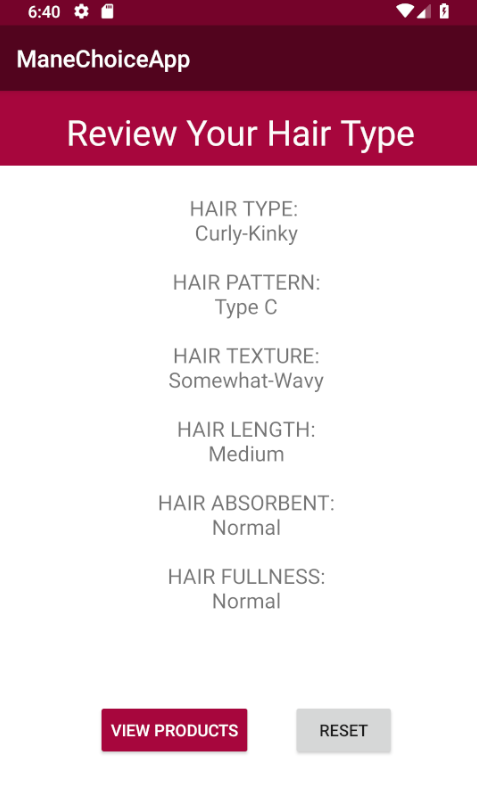 6:40
ManeChoiceApp
Review Your Hair Type
HAIR TYPE:
Curly-Kinky
HAIR PATTERN:
Type C
HAIR TEXTURE:
Somewhat-Wavy
HAIR LENGTH:
Medium
HAIR ABSORBENT:
Normal
HAIR FULLNESS:
Normal
VIEW PRODUCTS RESET